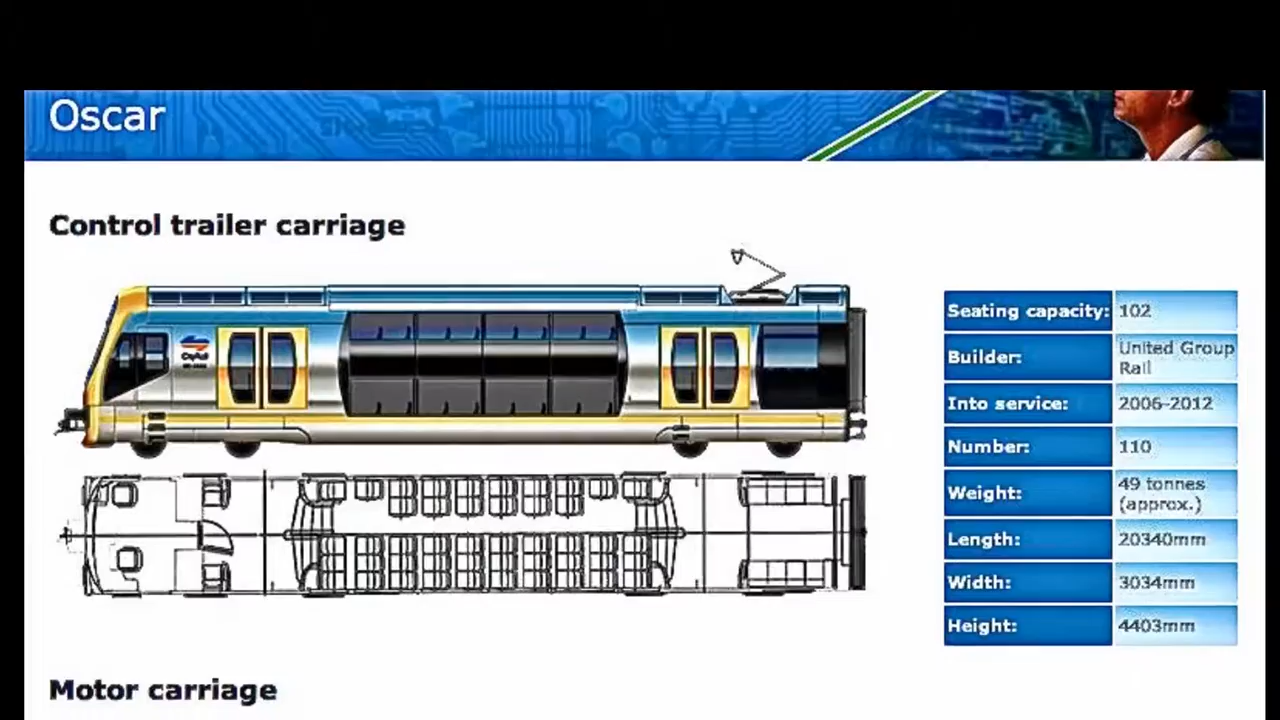 Oscar
Control trailer carriage
CityRail
Seating capacity: 102
Builder: United Group
Rail
Into service: 2006-2012
Number: 110
Weight: 49 tonnes
(approx.)
Length: 20340mm
Width: 3034mm
Height: 4403mm
Motor carriage